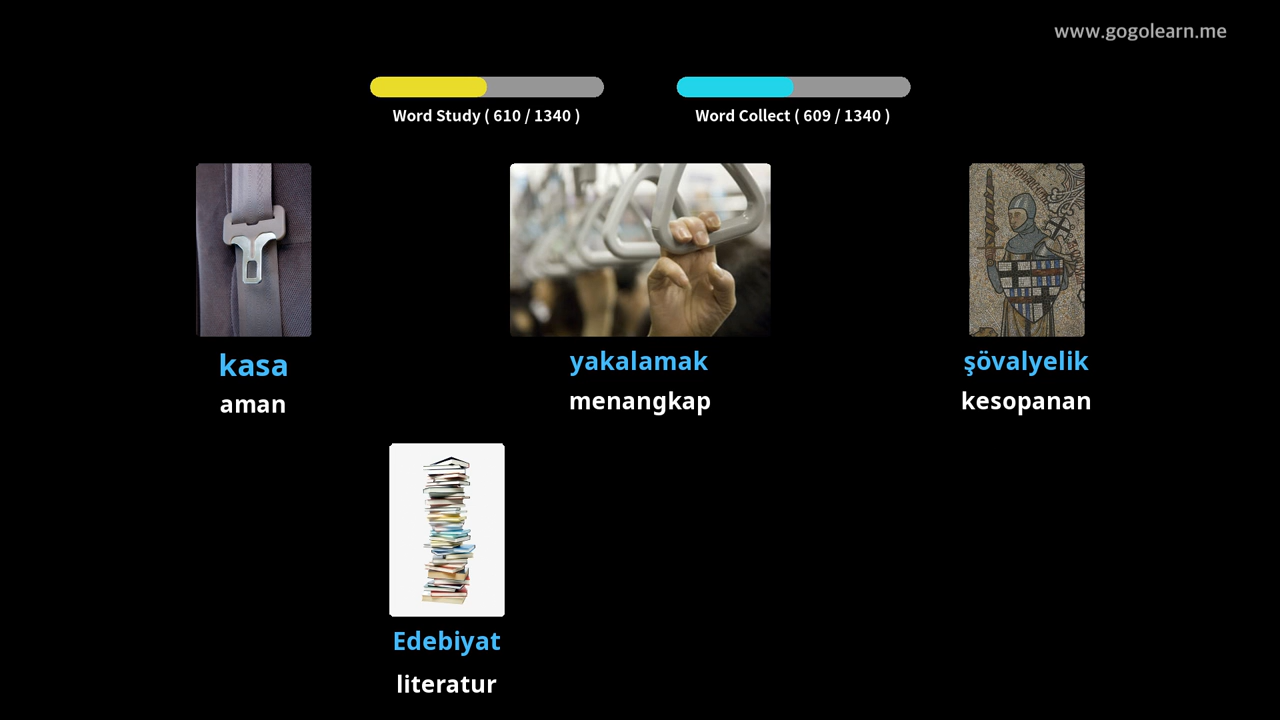 www.gogolearn.me
Word Study ( 610 / 1340 )
Word Collect ( 609 / 1340 )
kasa
aman
yakalamak
menangkap
şövalyelik
kesopanan
Edebiyat
literatur